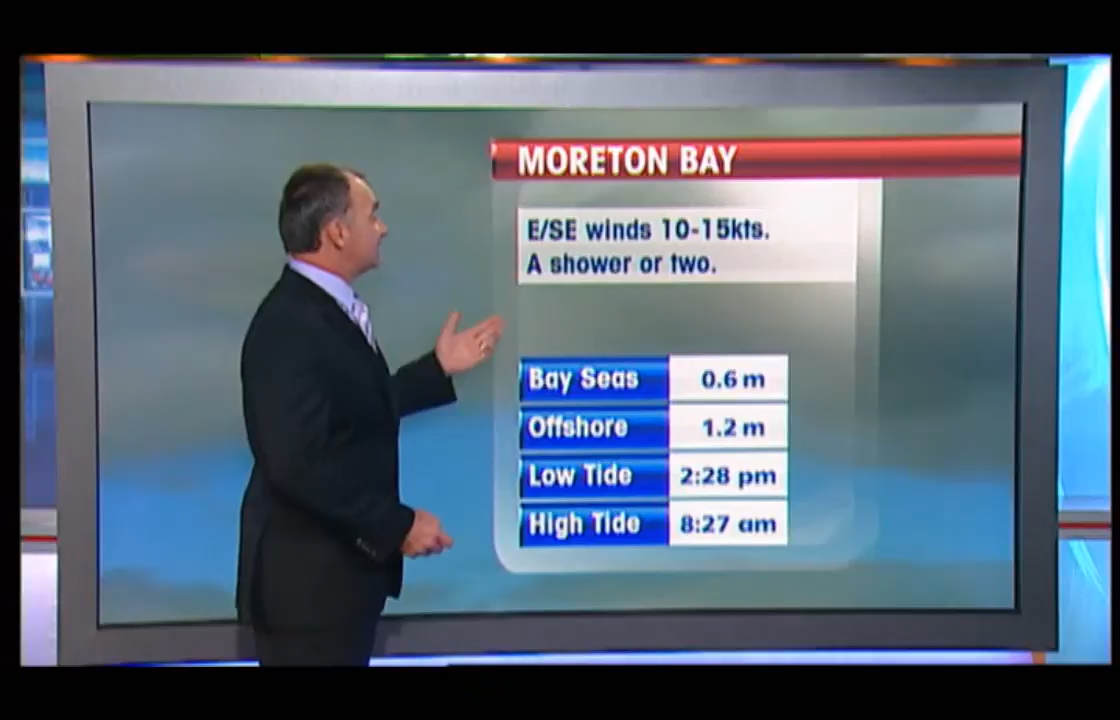 MORETON BAY
E/SE winds 10-15kts.
A shower or two.
Bay Seas 0.6 m
Offshore 1.2 m
Low Tide 2:28 pm
High Tide 8:27 am